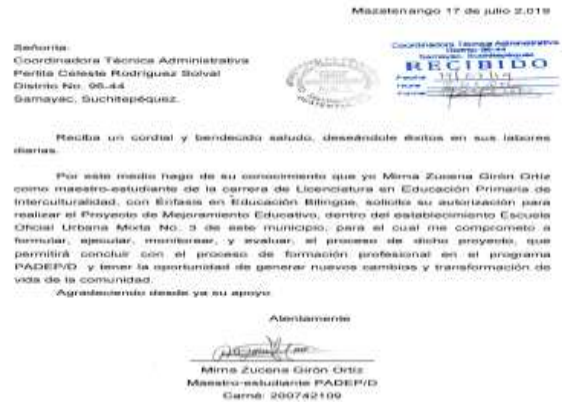 Mazatenango 17 de julio 2,019
Señorita:
Coordinadora Técnica Administrativa
Perlita Celeste Rodríguez Solval
Distrito No. 96-44
Samayac, Suchitepéquez.
Coordinadora Técnica Administrativa
Samayac, Suchitepéquez
RECIBIDO
Fecha
Hora
Firma
Reciba un cordial y bendecido saludo, deseándole éxitos en sus labores
diarias.
Por este medio hago de su conocimiento que yo Mirna Zucena Girón Ortiz
como maestro-estudiante de la carrera de Licenciatura en Educación Primaria de
Interculturalidad, con Énfasis en Educación Bilingüe, solicito su autorización para
realizar el Proyecto de Mejoramiento Educativo, dentro del establecimiento Escuela
Oficial Urbana Mixta No. 3 de este municipio, para el cual me comprometo a
formular, ejecutar, monitorear, y evaluar, el proceso de dicho proyecto, que
permitirá concluir con el proceso de formación profesional en el programa
PADEP/D y tener la oportunidad de generar nuevos cambios y transformación de
vida de la comunidad.
Agradeciendo desde ya su apoyo
Atentamente
Mirna Zucena Girón Ortiz
Maestro-estudiante PADEP/D
Carné: 200742109